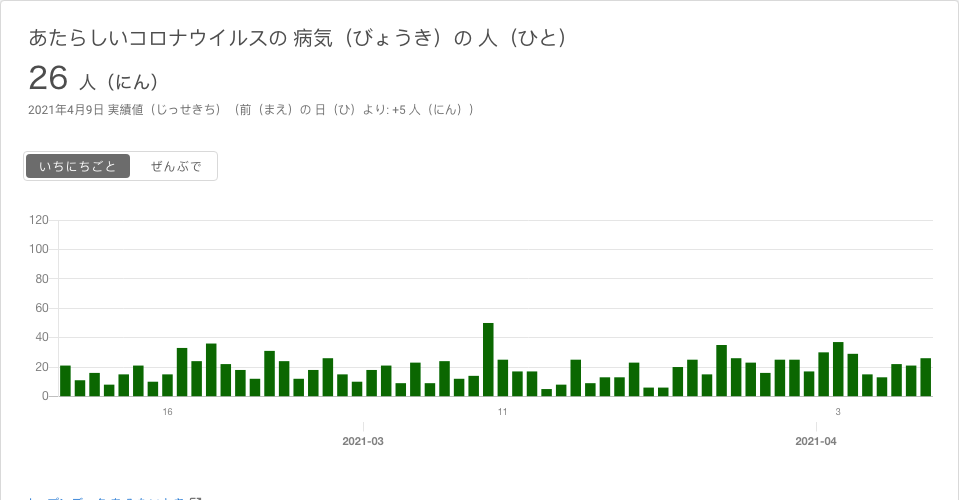 あたらしいコロナウイルスの 病気（びょうき）の 人（ひと）
26 人（にん）
2021年4月9日 実績値（じっせきち）（前（まえ）の 日（ひ）より: +5 人（にん））
いちにちごと ぜんぶで
120
100
80
60
40
20
0
16 11 3
2021-03 2021-04